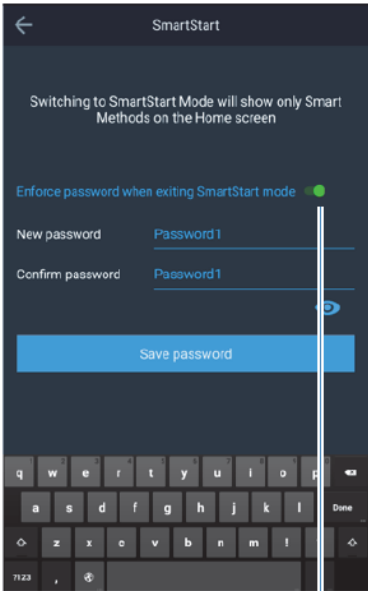 SmartStart
Switching to SmartStart Mode will show only Smart
Methods on the Home screen
Enforce password when exiting SmartStart mode
New password Password1
Confirm password Password1
Save password
q w e r t y u i o p
a s d f g h j k l Done
z x c v b n m !
?123 ,